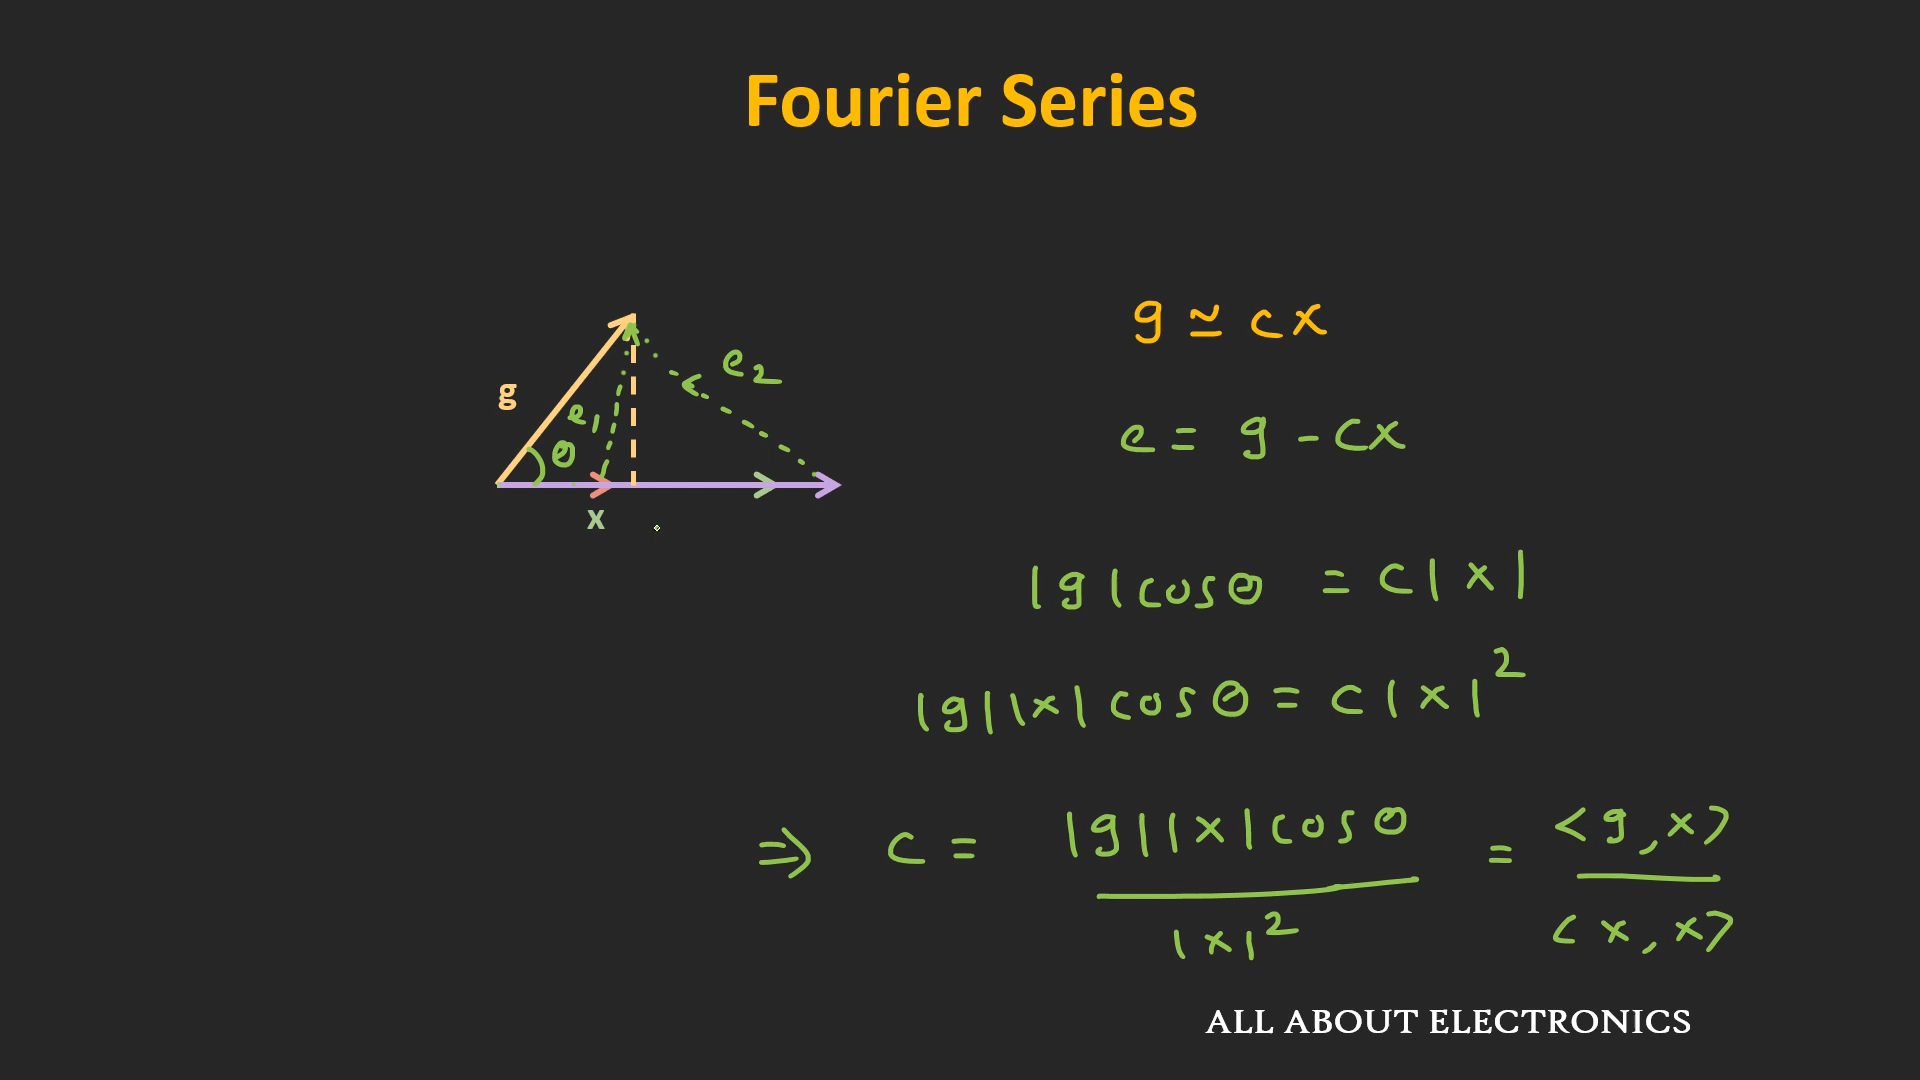 Fourier Series
g ≃ cx
e₂
g
e₁
e = g - cx
θ
x
|g| cosθ = c|x|
|g||x| cosθ = c|x|²
⇒ c = |g||x| cosθ / |x|² = <g,x> / <x,x>
ALL ABOUT ELECTRONICS